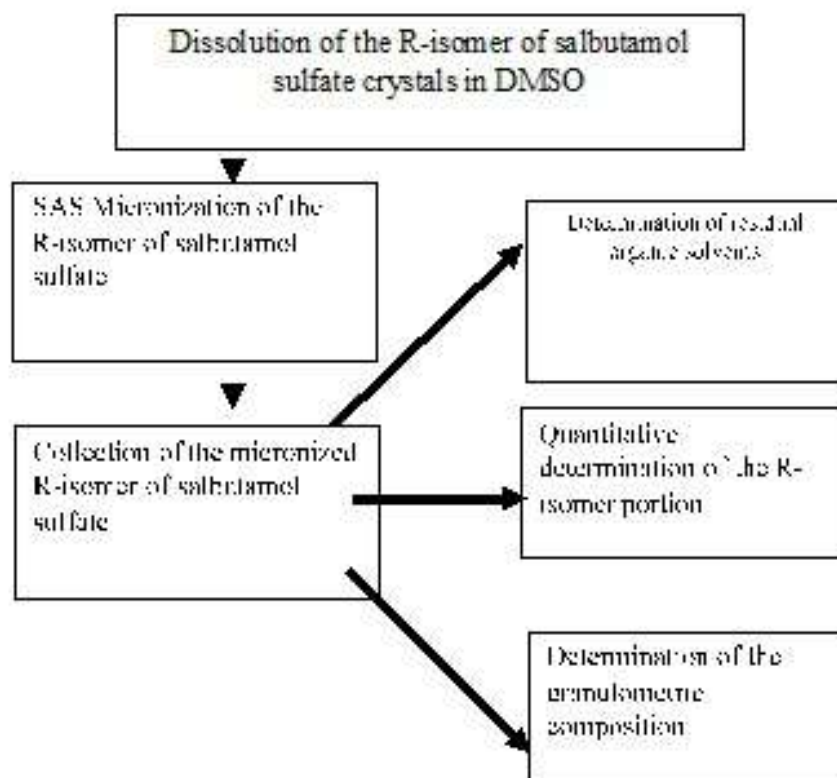 Dissolution of the R-isomer of salbutamol
sulfate crystals in DMSO
SAS Micronization of the
R-isomer of salbutamol
sulfate
Determination of residual
organic solvents
Collection of the micronized
R-isomer of salbutamol
sulfate
Quantitative
determination of the R-
isomer portion
Determination of the
granulometric
composition